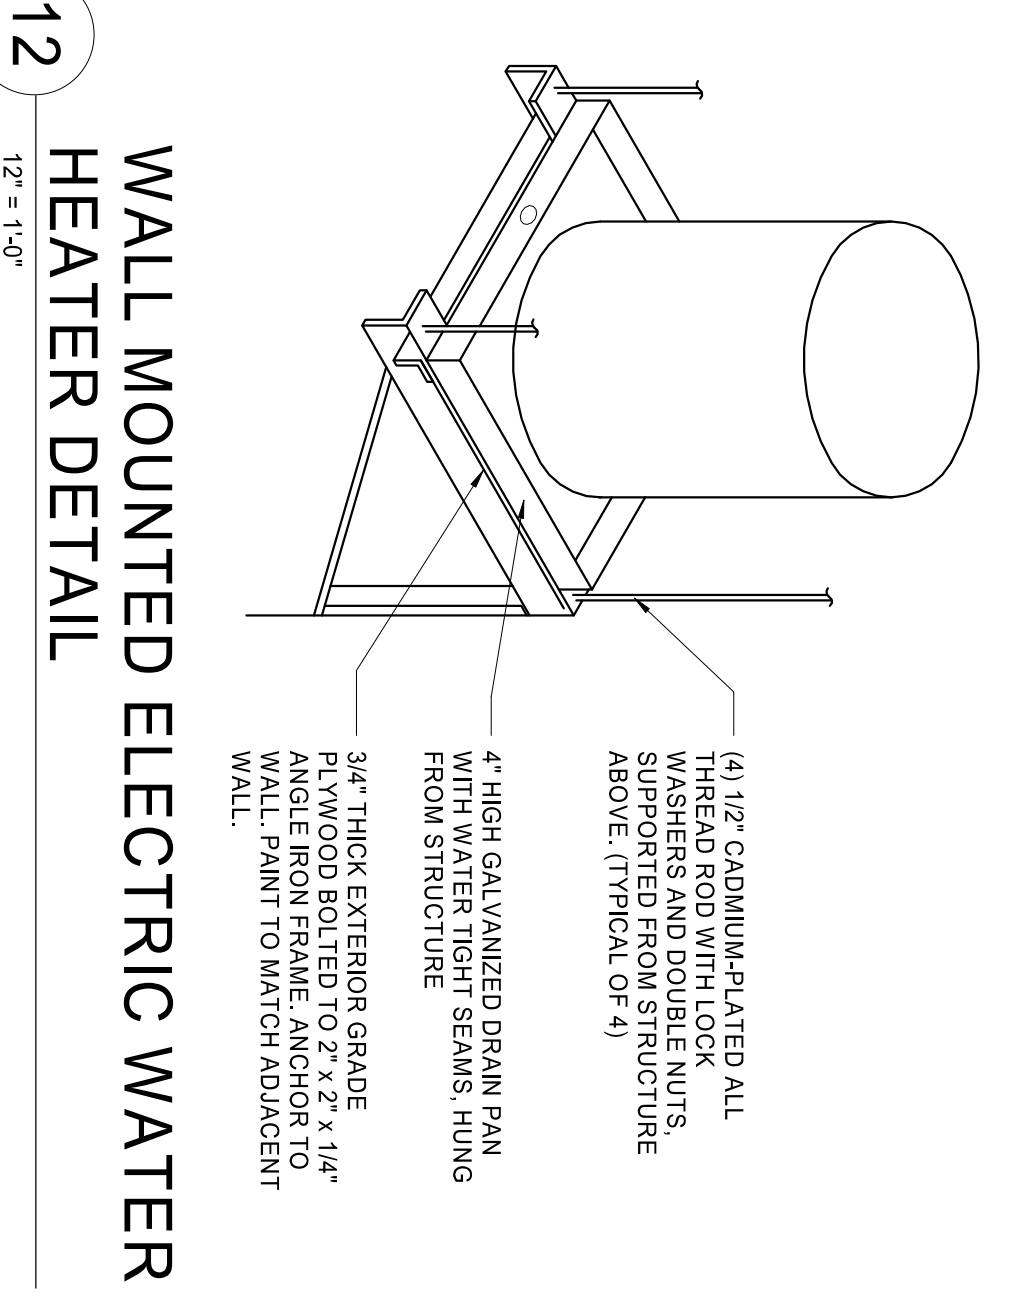 (4) 1/2" CADMIUM-PLATED ALL
THREAD ROD WITH LOCK
WASHERS AND DOUBLE NUTS,
SUPPORTED FROM STRUCTURE
ABOVE. (TYPICAL OF 4)
4" HIGH GALVANIZED DRAIN PAN
WITH WATER TIGHT SEAMS, HUNG
FROM STRUCTURE
3/4" THICK EXTERIOR GRADE
PLYWOOD BOLTED TO 2" x 2" x 1/4"
ANGLE IRON FRAME. ANCHOR TO
WALL. PAINT TO MATCH ADJACENT
WALL.
WALL MOUNTED ELECTRIC WATER
HEATER DETAIL
12
12" = 1'-0"